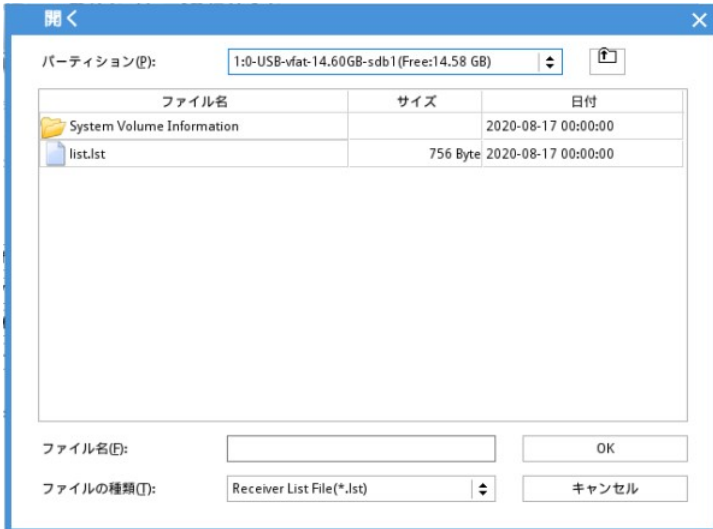 開く
パーティション(P): 1:0-USB-vfat-14.60GB-sdb1(Free:14.58 GB)
ファイル名 サイズ 日付
System Volume Information 2020-08-17 00:00:00
list.lst 756 Byte 2020-08-17 00:00:00
ファイル名(F): OK
ファイルの種類(T): Receiver List File(*.lst) キャンセル